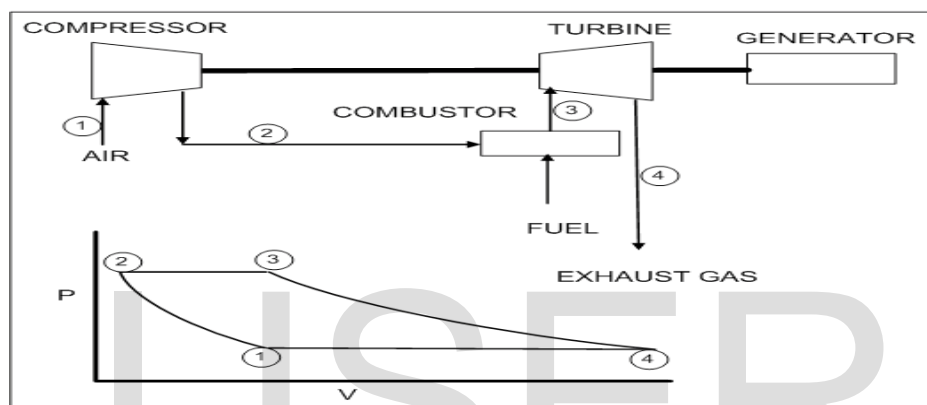 COMPRESSOR
TURBINE
GENERATOR
COMBUSTOR
3
1
2
AIR
4
FUEL
2
3
EXHAUST GAS
P
1
4
V
IJSER